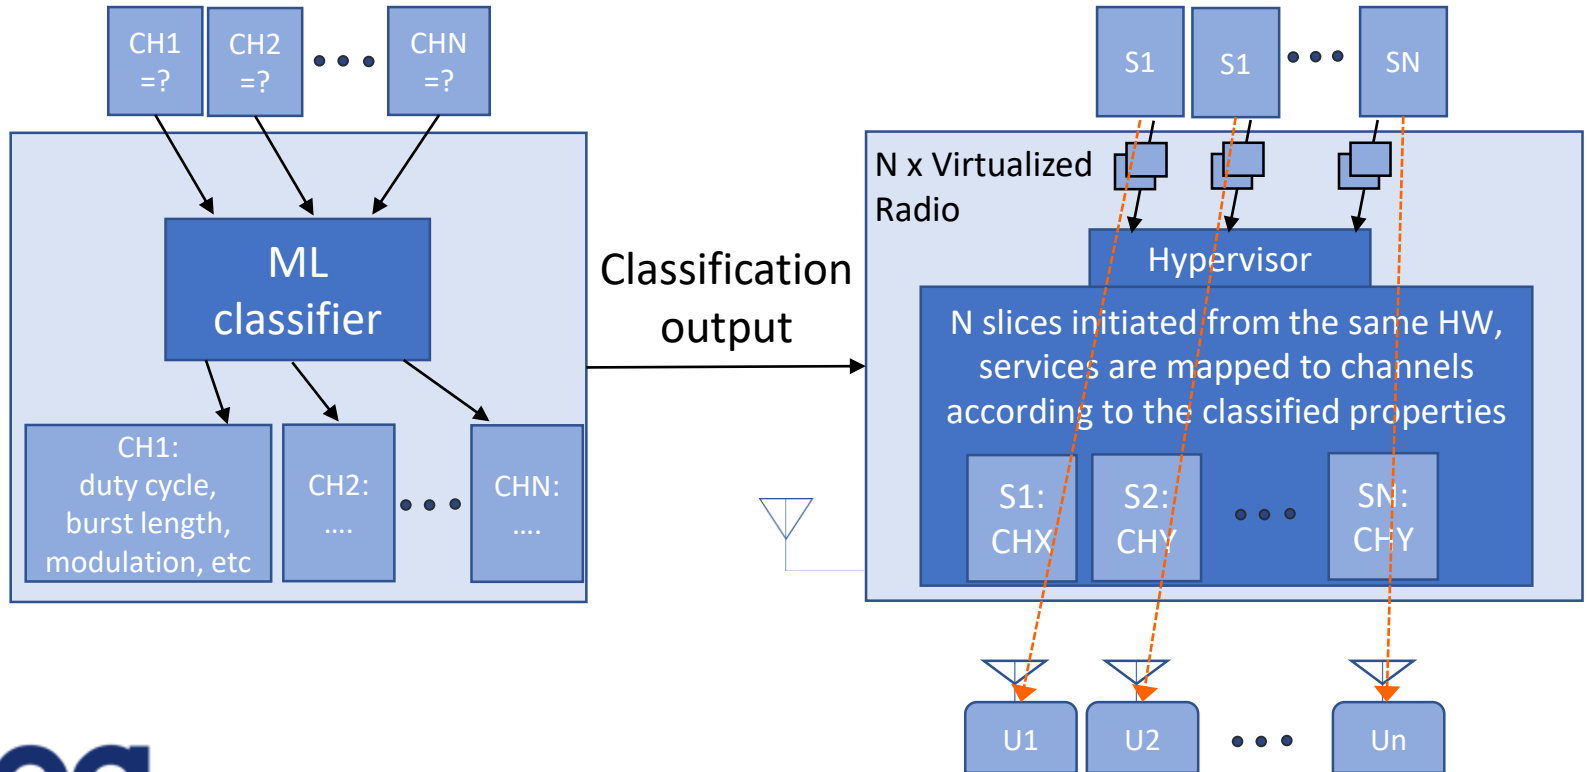 CH1
=?
CH2
=?
CHN
=?
ML
classifier
CH1:
duty cycle,
burst length,
modulation, etc
CH2:
....
CHN:
....
Classification
output
S1
S1
SN
N x Virtualized
Radio
Hypervisor
N slices initiated from the same HW,
services are mapped to channels
according to the classified properties
S1:
CHX
S2:
CHY
SN:
CHY
U1
U2
Un